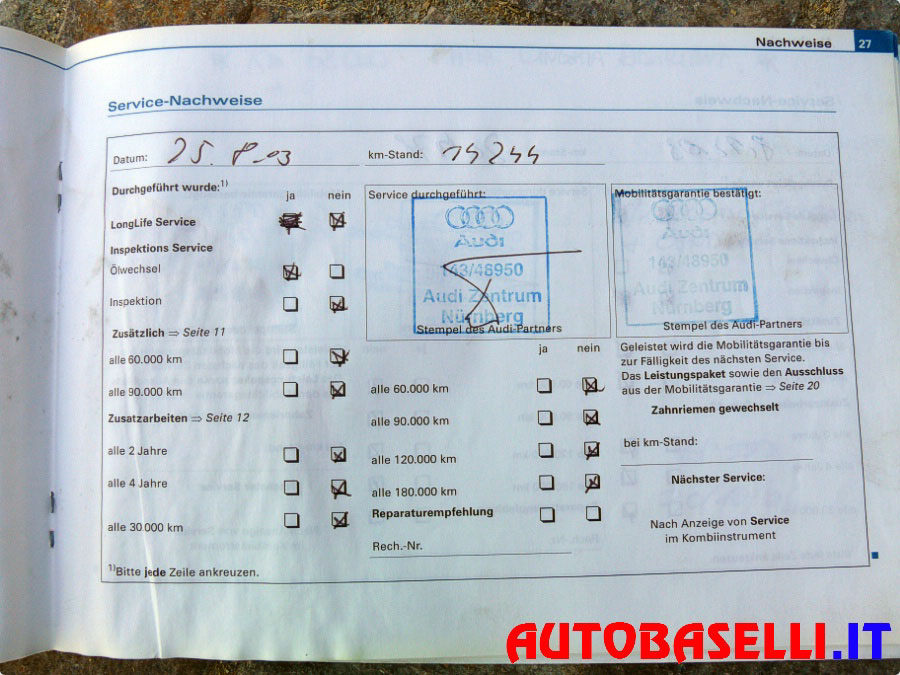 Nachweise 27
Service-Nachweise
Datum: 25. 8.03 km-Stand: 14244
Durchgeführt wurde:1)
ja nein
LongLife Service
Inspektions Service
Ölwechsel
Inspektion
Zusätzlich ⇒ Seite 11
alle 60.000 km
alle 90.000 km
Zusatzarbeiten ⇒ Seite 12
alle 2 Jahre
alle 4 Jahre
alle 30.000 km
1)Bitte jede Zeile ankreuzen.
Service durchgeführt:
Audi
143/46950
Audi Zentrum
Nürnberg
Stempel des Audi-Partners
ja nein
alle 60.000 km
alle 90.000 km
alle 120.000 km
alle 180.000 km
Reparaturempfehlung
Rech.-Nr.
Mobilitätsgarantie bestätigt:
Audi
143/46950
Audi Zentrum
Nürnberg
Stempel des Audi-Partners
Geleistet wird die Mobilitätsgarantie bis
zur Fälligkeit des nächsten Service.
Das Leistungspaket sowie den Ausschluss
aus der Mobilitätsgarantie ⇒ Seite 20
Zahnriemen gewechselt
bei km-Stand:
Nächster Service:
Nach Anzeige von Service
im Kombiinstrument
AUTOBASELLI.IT